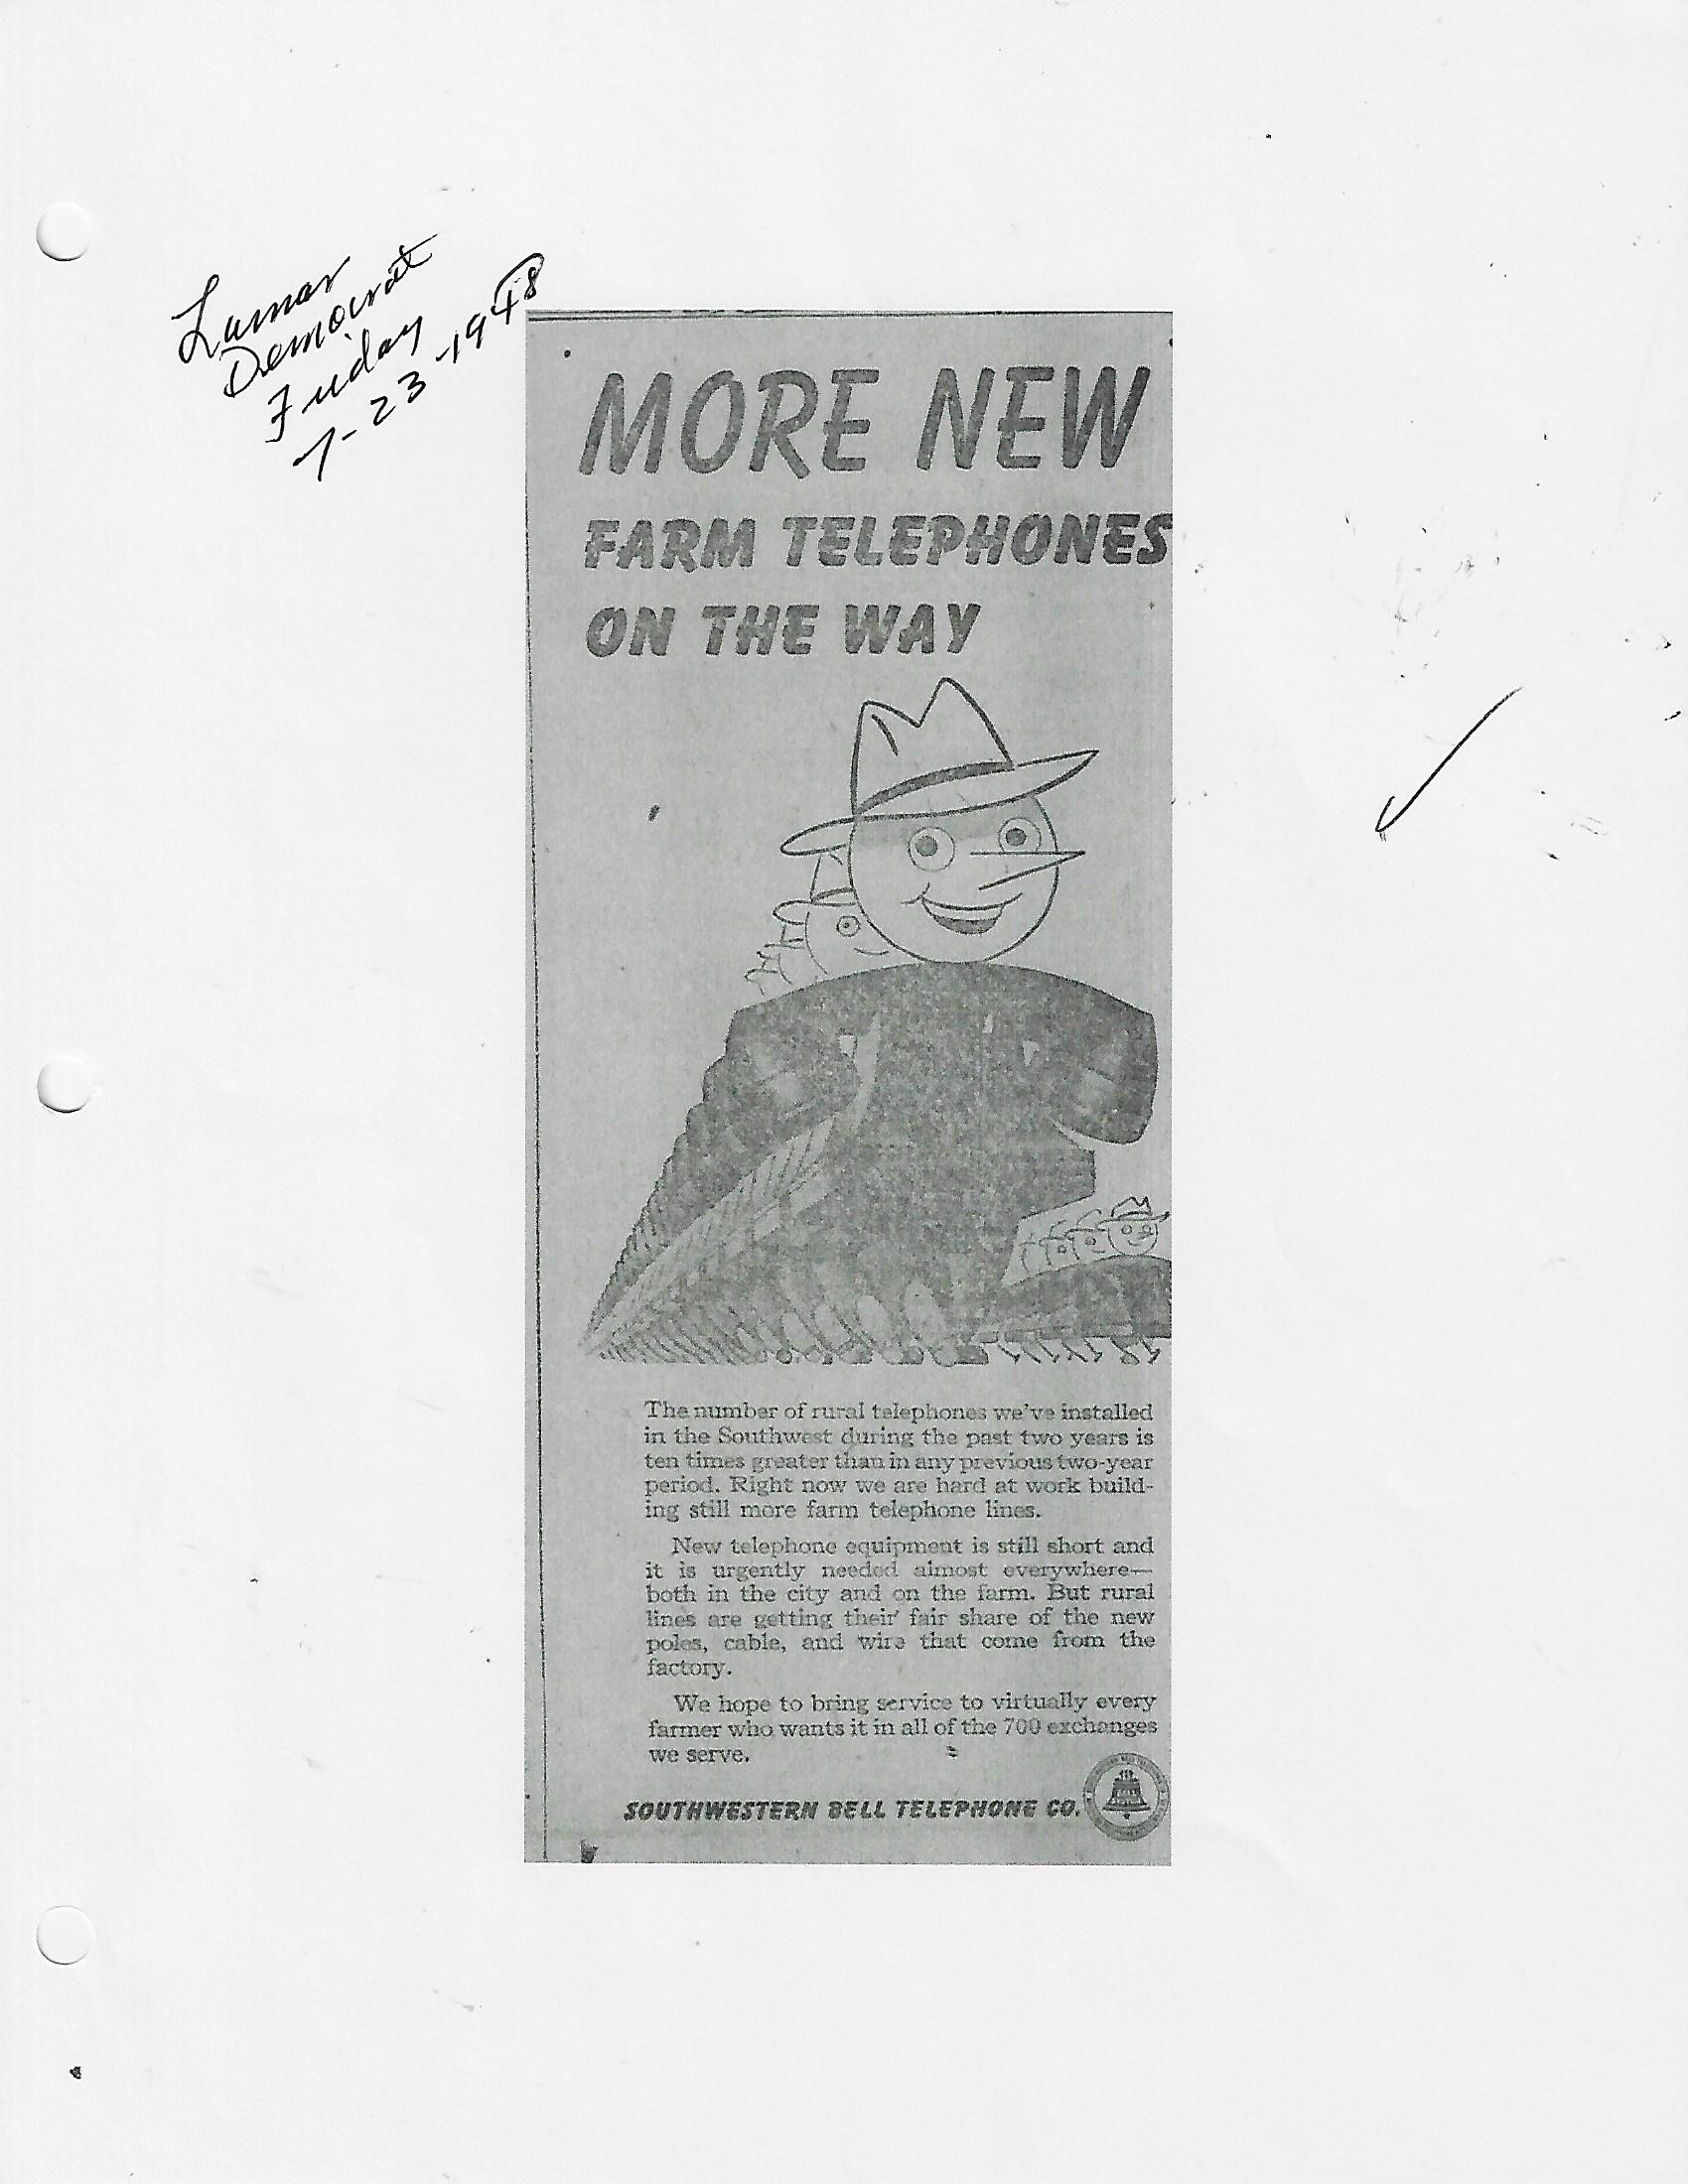 Lamar
Democrat
Friday
7-23-1948
MORE NEW
FARM TELEPHONES
ON THE WAY
The number of rural telephones we've installed
in the Southwest during the past two years is
ten times greater than in any previous two-year
period. Right now we are hard at work build-
ing still more farm telephone lines.
New telephone equipment is still short and
it is urgently needed almost everywhere—
both in the city and on the farm. But rural
lines are getting their fair share of the new
poles, cable, and wire that come from the
factory.
We hope to bring service to virtually every
farmer who wants it in all of the 700 exchanges
we serve.
SOUTHWESTERN BELL TELEPHONE CO.